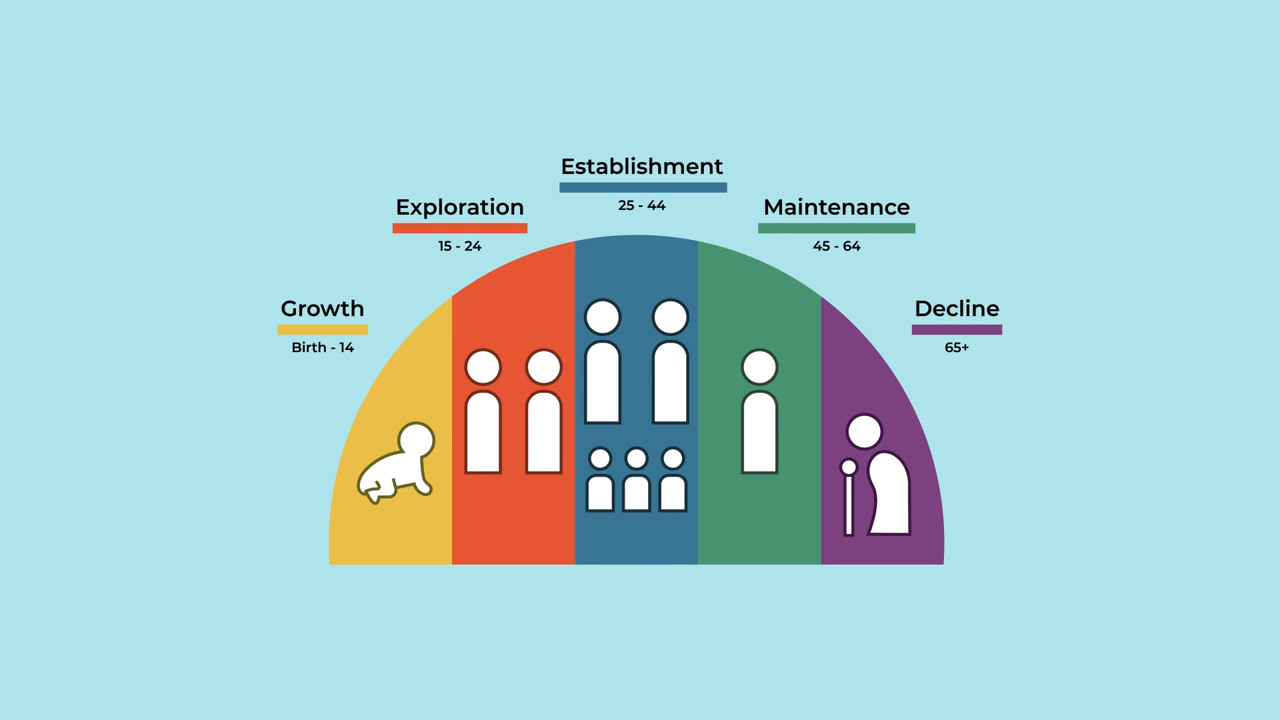 Growth
Birth - 14
Exploration
15 - 24
Establishment
25 - 44
Maintenance
45 - 64
Decline
65+